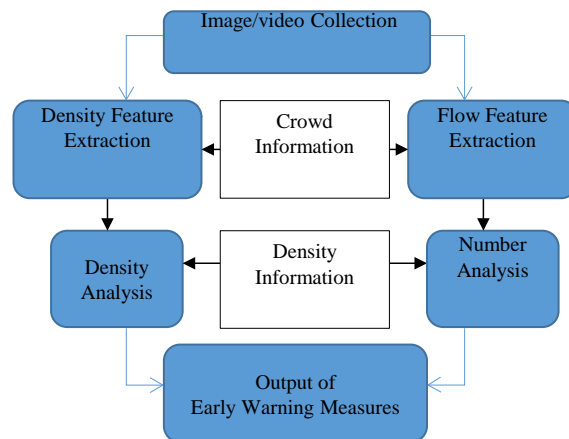 Image/video Collection
Density Feature
Extraction
Crowd
Information
Flow Feature
Extraction
Density
Analysis
Density
Information
Number
Analysis
Output of
Early Warning Measures